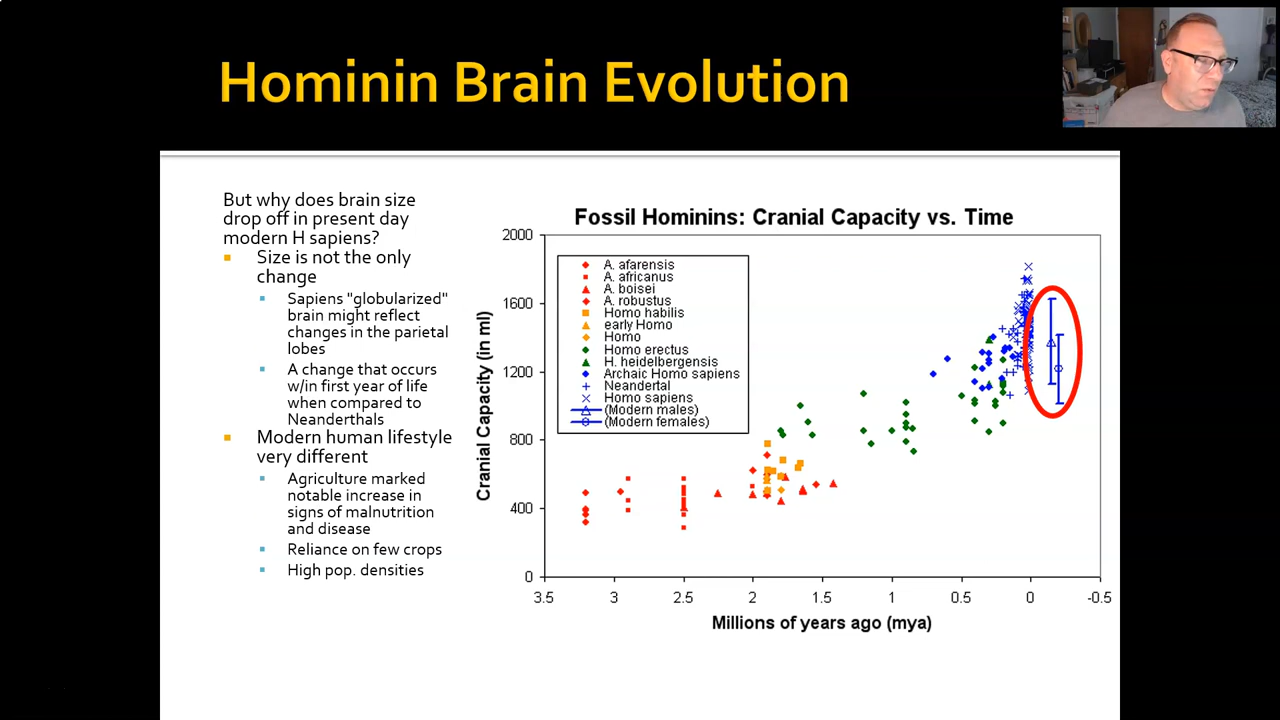 Hominin Brain Evolution
But why does brain size
drop off in present day
modern H sapiens?
Size is not the only
change
Sapiens "globularized"
brain might reflect
changes in the parietal
lobes
A change that occurs
w/in first year of life
when compared to
Neanderthals
Modern human lifestyle
very different
Agriculture marked
notable increase in
signs of malnutrition
and disease
Reliance on few crops
High pop. densities
Fossil Hominins: Cranial Capacity vs. Time
Cranial Capacity (in ml)
2000
1600
1200
800
400
0
A. afarensis
A. africanus
A. boisei
A. robustus
Homo habilis
early Homo
Homo
Homo erectus
H. heidelbergensis
Archaic Homo sapiens
Neandertal
Homo sapiens
(Modern males)
(Modern females)
3.5 3 2.5 2 1.5 1 0.5 0 -0.5
Millions of years ago (mya)